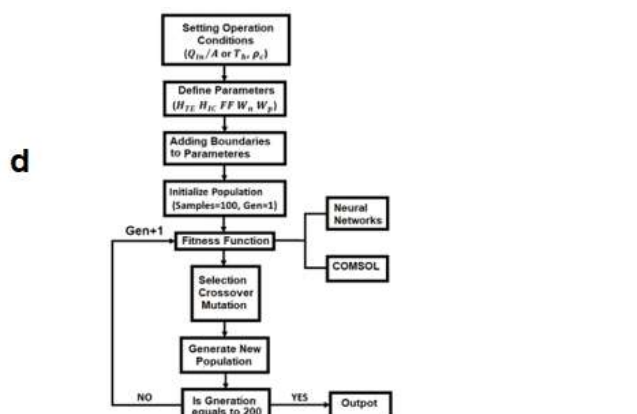 Setting Operation
Conditions
(Q_in/A or T_h, ρ_c)
Define Parameters
(H_TE H_IC FF W_n W_p)
d
Adding Boundaries
to Parameteres
Initialize Population
(Samples=100, Gen=1)
Neural
Networks
Gen+1
Fitness Function
COMSOL
Selection
Crossover
Mutation
Generate New
Population
NO
Is Gneration
equals to 200
YES
Outpot